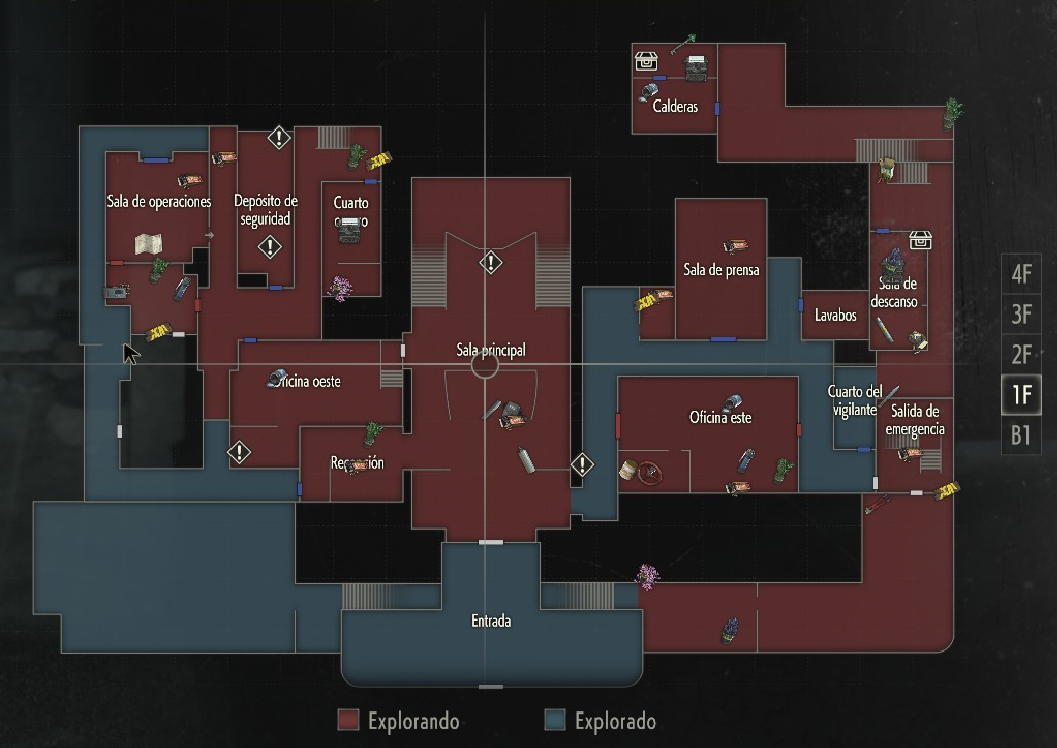 Calderas
Sala de operaciones
Depósito de
seguridad
Cuarto
4F
3F
2F
1F
B1
Sala de prensa
Sala de
descanso
Lavabos
Sala principal
Oficina oeste
Cuarto del
vigilante
Salida de
emergencia
Oficina este
Recepción
Entrada
Explorando
Explorado